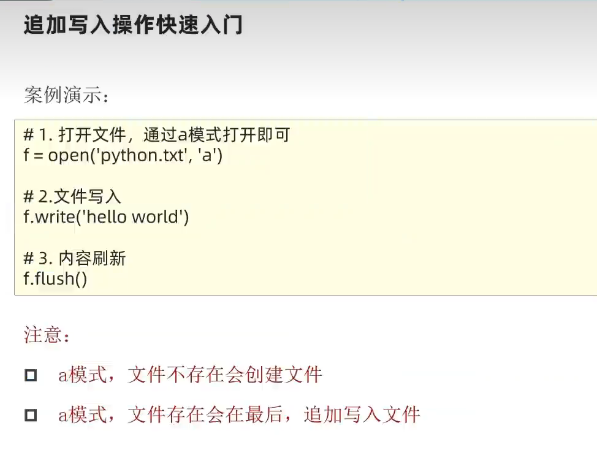 追加写入操作快速入门
案例演示：
# 1. 打开文件，通过a模式打开即可
f = open('python.txt', 'a')
# 2.文件写入
f.write('hello world')
# 3. 内容刷新
f.flush()
注意：
a模式，文件不存在会创建文件
a模式，文件存在会在最后，追加写入文件